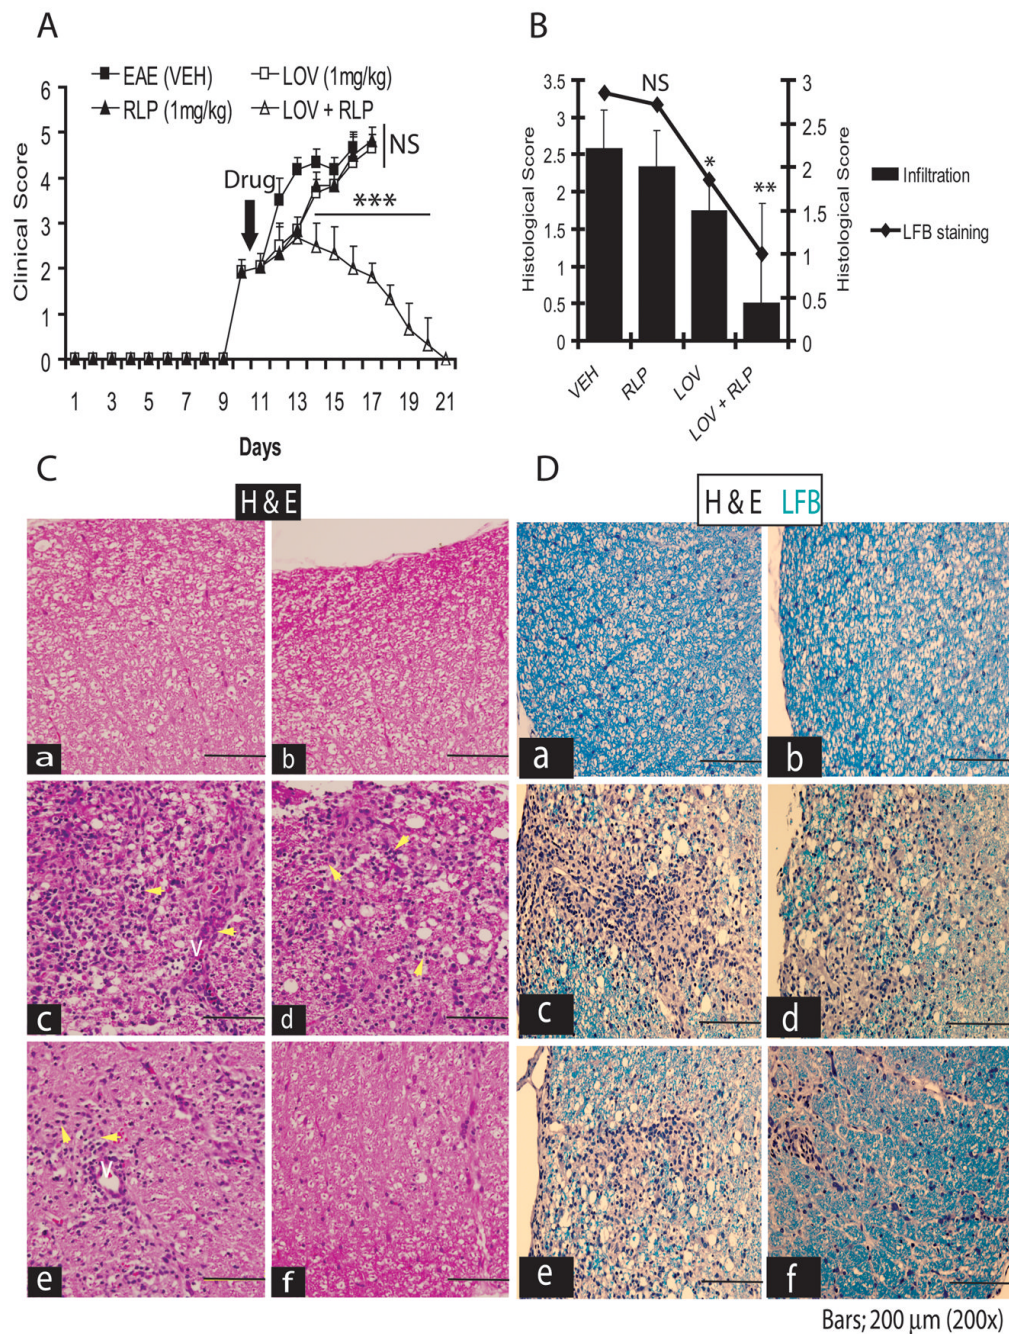 A
EAE (VEH)
LOV (1mg/kg)
RLP (1mg/kg)
LOV + RLP
Clinical Score
6
5
4
3
2
1
0
Drug
NS
***
1 3 5 7 9 11 13 15 17 19 21
Days
B
Histological Score
3.5
3
2.5
2
1.5
1
0.5
0
NS
*
**
3
2.5
2
1.5
1
0.5
0
Histological Score
Infiltration
LFB staining
VEH
RLP
LOV
LOV + RLP
C
H & E
a
b
c
V
d
e
V
f
D
H & E LFB
a
b
c
d
e
f
Bars; 200 µm (200x)